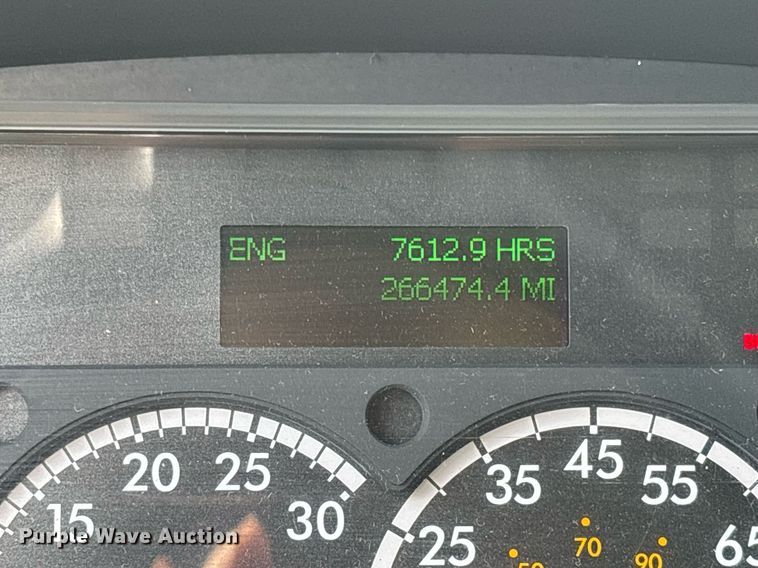 ENG 7612.9 HRS
266474.4 MI
15 20 25 30
25 35 45 55 65
50 70 90
Purple Wave Auction